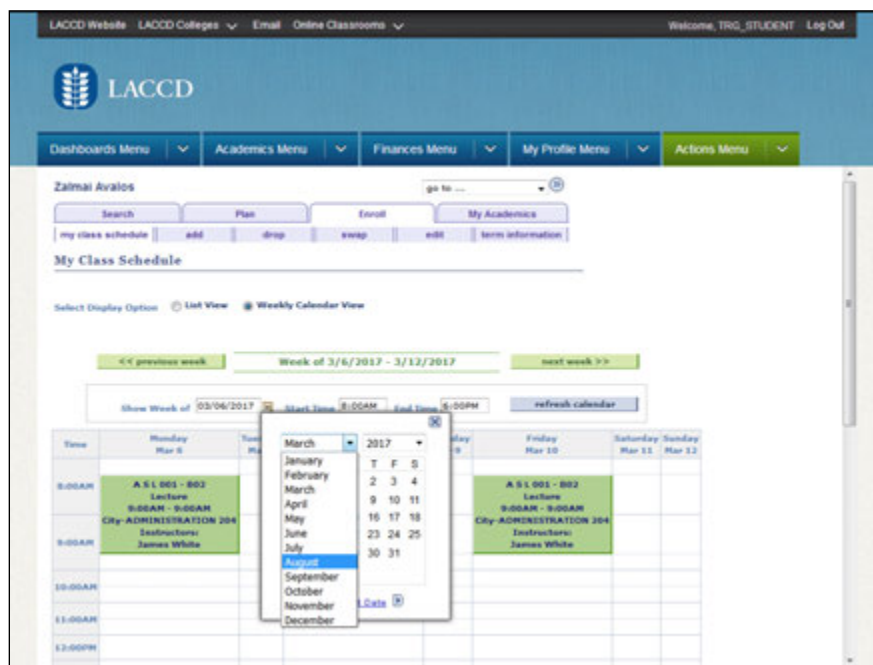 LACCD Website LACCD Colleges Email Online Classrooms Welcome, TRG_STUDENT Log Out
LACCD
Dashboards Menu Academics Menu Finances Menu My Profile Menu Actions Menu
Zalmai Avalos go to ...
Search Plan Enroll My Academics
my class schedule add drop swap edit term information
My Class Schedule
Select Display Option List View Weekly Calendar View
<< previous week Week of 3/6/2017 - 3/12/2017 next week >>
Show Week of 03/06/2017 Start Time 8:00AM End Time 6:00PM refresh calendar
Time Monday Friday Saturday Sunday
Mar 6 Mar 10 Mar 11 Mar 12
March 2017
January T F S
February 2 3 4
March 9 10 11
April 16 17 18
May 23 24 25
June 30 31
July
August
September
October
November
December
Date
8:00AM
9:00AM
10:00AM
11:00AM
12:00PM
A S L 001 - B02
Lecture
9:00AM - 9:00AM
City-ADMINISTRATION 204
Instructors:
James White
A S L 001 - B02
Lecture
9:00AM - 9:00AM
City-ADMINISTRATION 204
Instructors:
James White